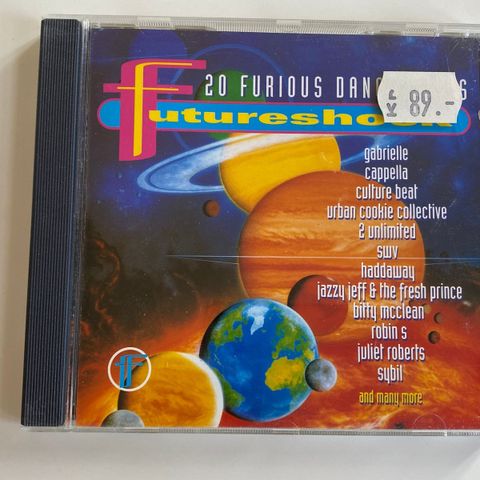 20 FURIOUS
Futureshock
89.-
gabrielle
cappella
culture beat
urban cookie collective
2 unlimited
swv
haddaway
jazzy jeff & the fresh prince
bitty mcclean
robin s
juliet roberts
sybil
and many more